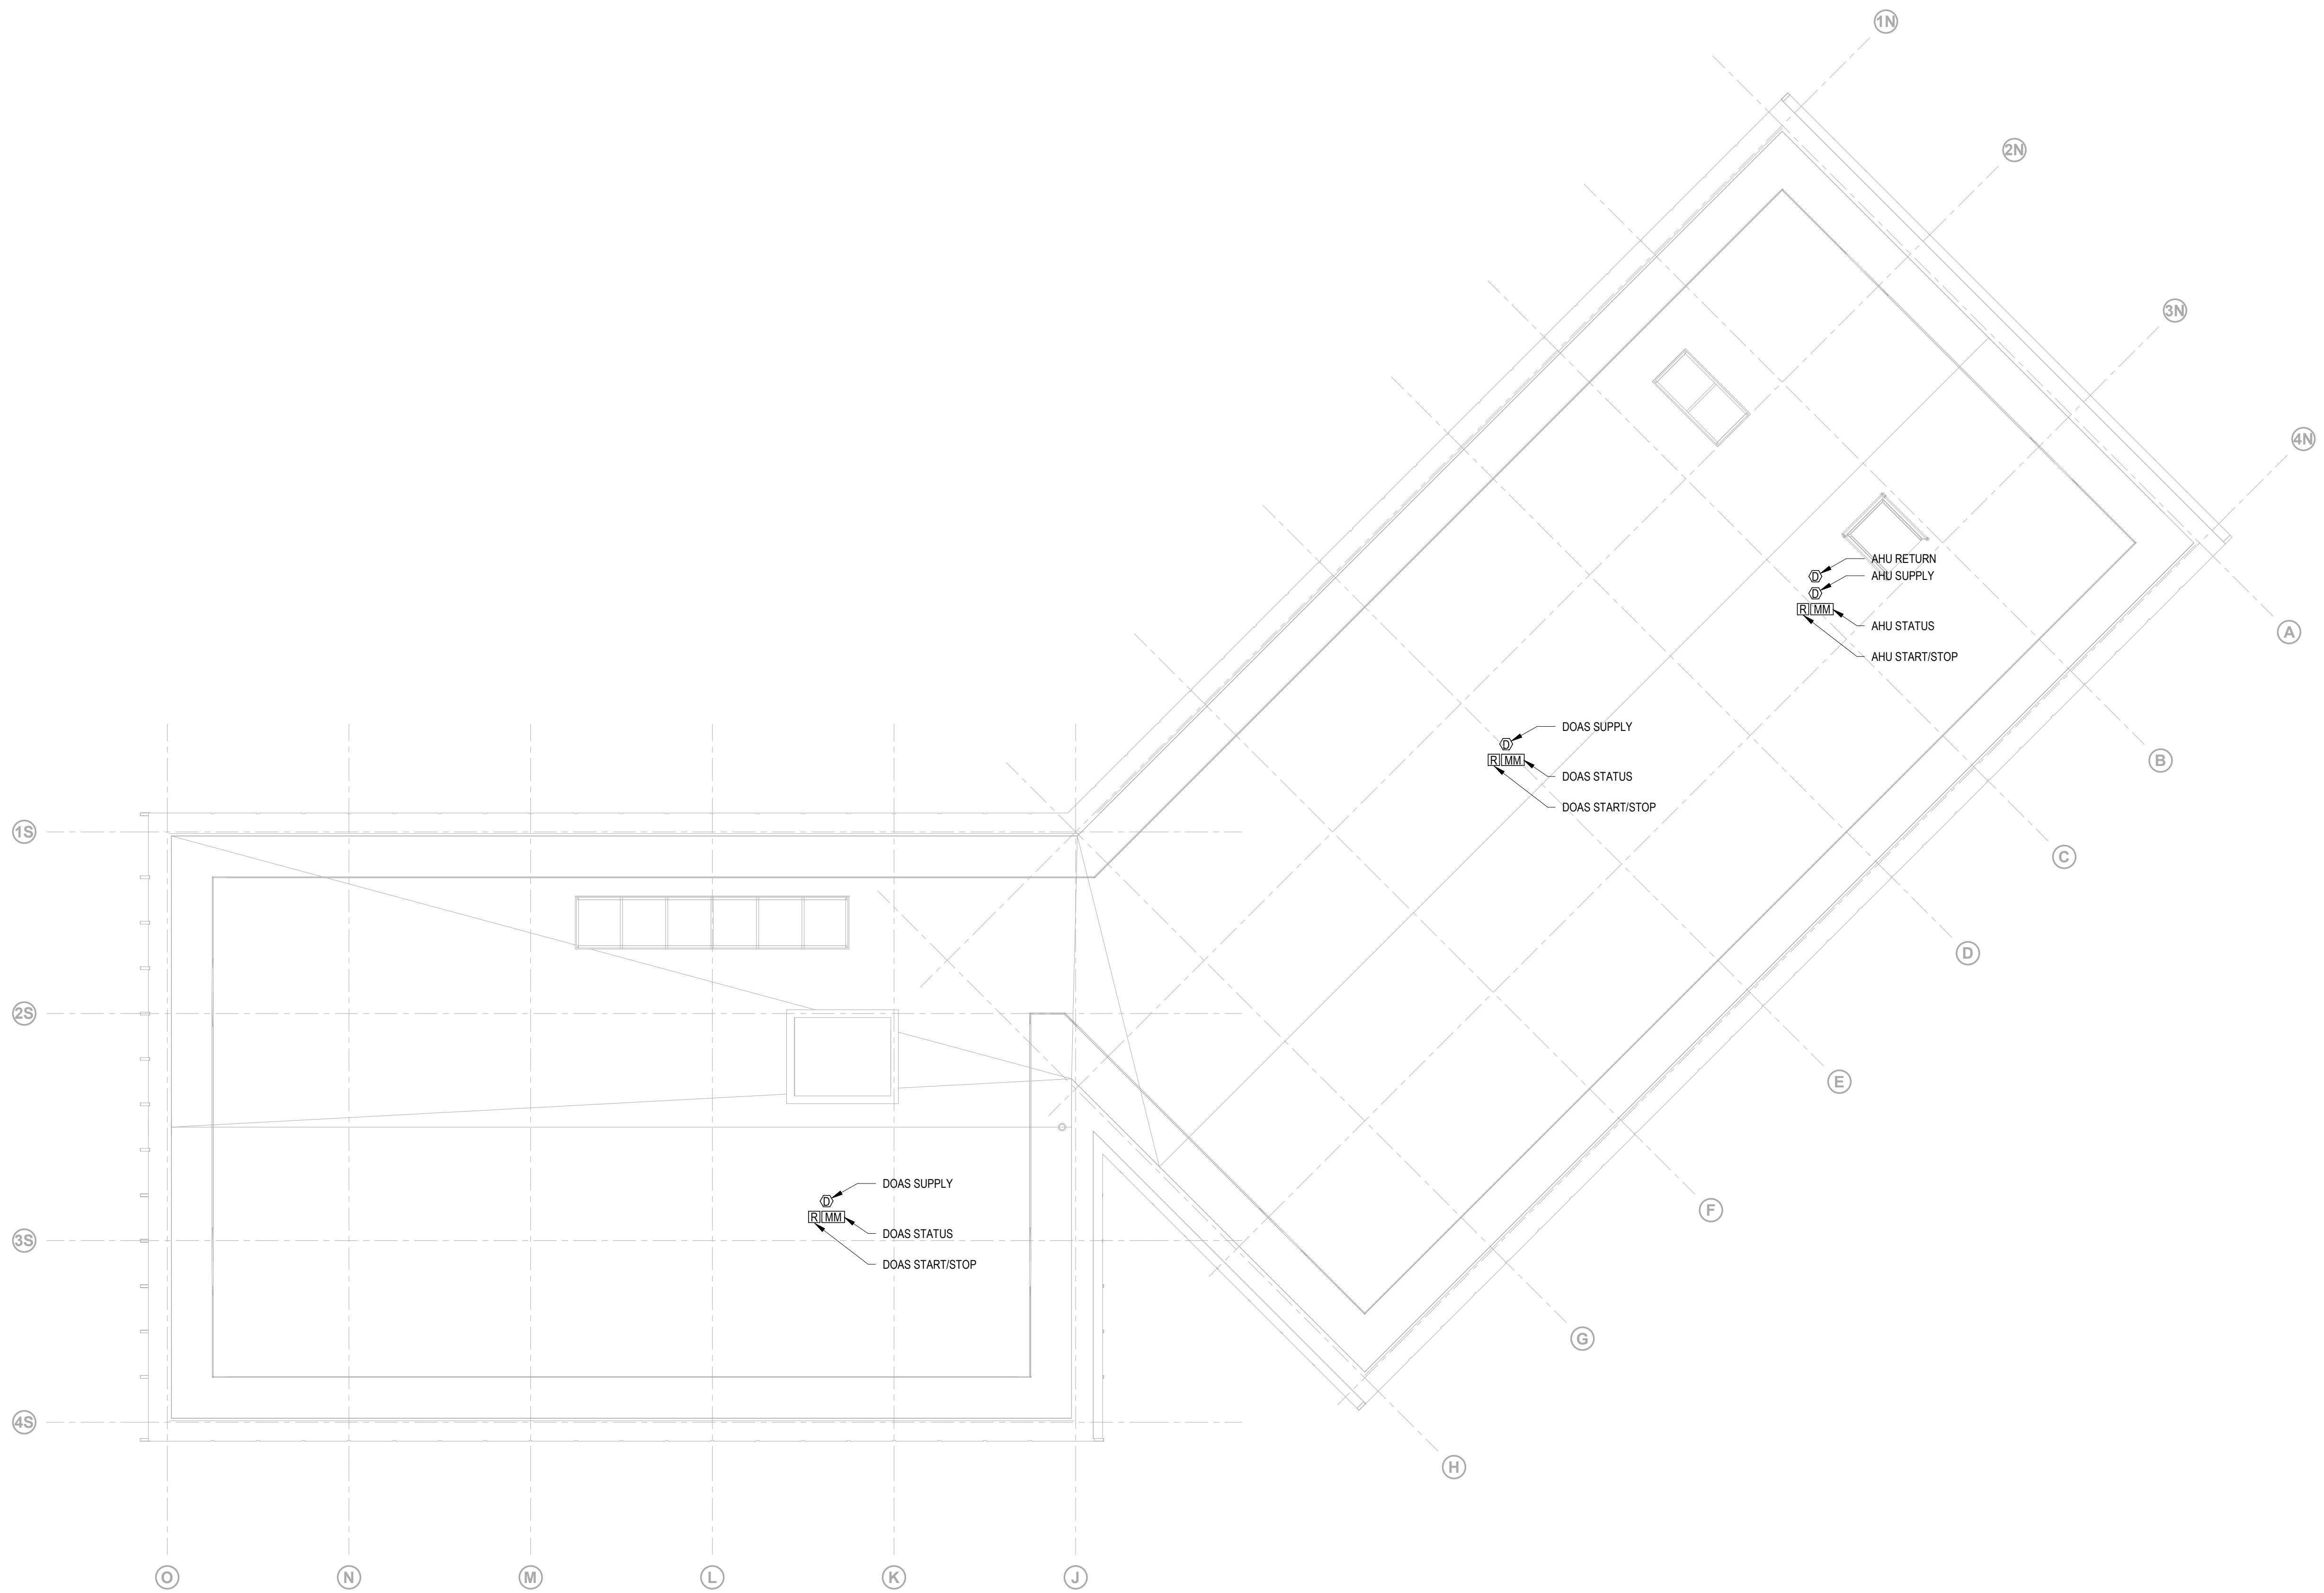 1N
2N
3N
4N
D
AHU RETURN
D
AHU SUPPLY
R MM
AHU STATUS
AHU START/STOP
A
DOAS SUPPLY
D
R MM
DOAS STATUS
DOAS START/STOP
B
1S
C
D
2S
E
DOAS SUPPLY
D
R MM
DOAS STATUS
DOAS START/STOP
F
3S
G
4S
H
O N M L K J